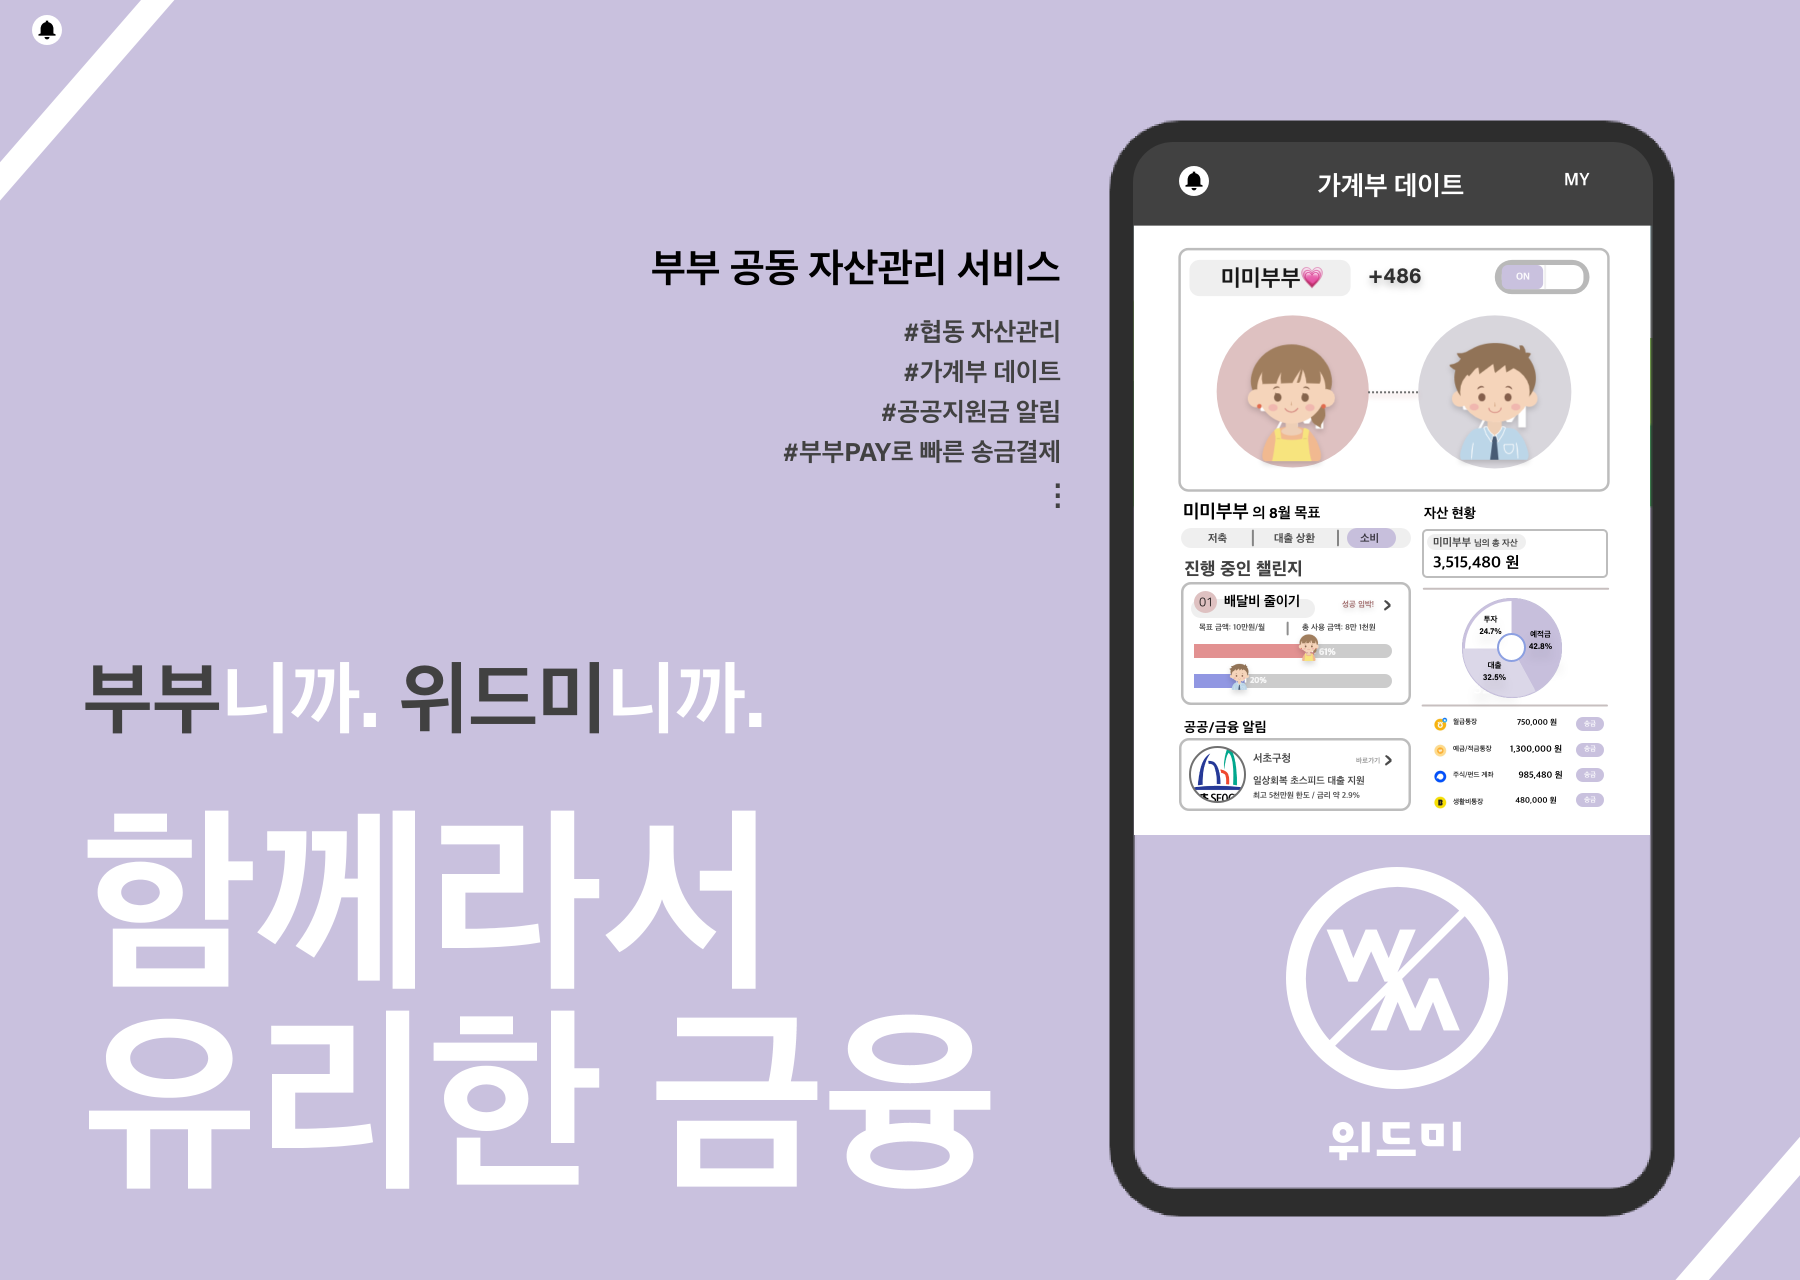 부부 공동 자산관리 서비스
#협동 자산관리
#가계부 데이트
#공공지원금 알림
#부부PAY로 빠른 송금결제
⋮
부부니까. 위드미니까.
함께라서
유리한 금융
가계부 데이트
MY
미미부부💗 +486
ON
미미부부 의 8월 목표
저축 | 대출 상환 | 소비
진행 중인 챌린지
01 배달비 줄이기 성공 임박!
목표 금액: 10만원/월 | 총 사용 금액: 8만 1천원
61%
20%
공공/금융 알림
서초구청 바로가기
일상회복 초스피드 대출 지원
최고 5천만원 한도 / 금리 약 2.9%
자산 현황
미미부부 님의 총 자산
3,515,480 원
투자
24.7%
예적금
42.8%
대출
32.5%
월급통장 750,000 원 송금
예금/적금통장 1,300,000 원 송금
주식/펀드 계좌 985,480 원 송금
생활비통장 480,000 원 송금
WM
위드미